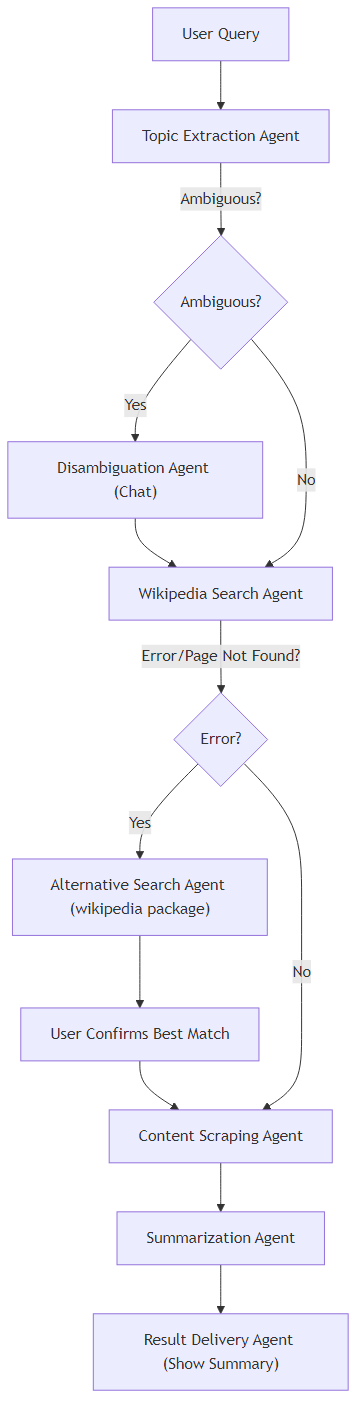 User Query
Topic Extraction Agent
Ambiguous?
Ambiguous?
Yes
Disambiguation Agent
(Chat)
No
Wikipedia Search Agent
Error/Page Not Found?
Error?
Yes
Alternative Search Agent
(wikipedia package)
No
User Confirms Best Match
Content Scraping Agent
Summarization Agent
Result Delivery Agent
(Show Summary)